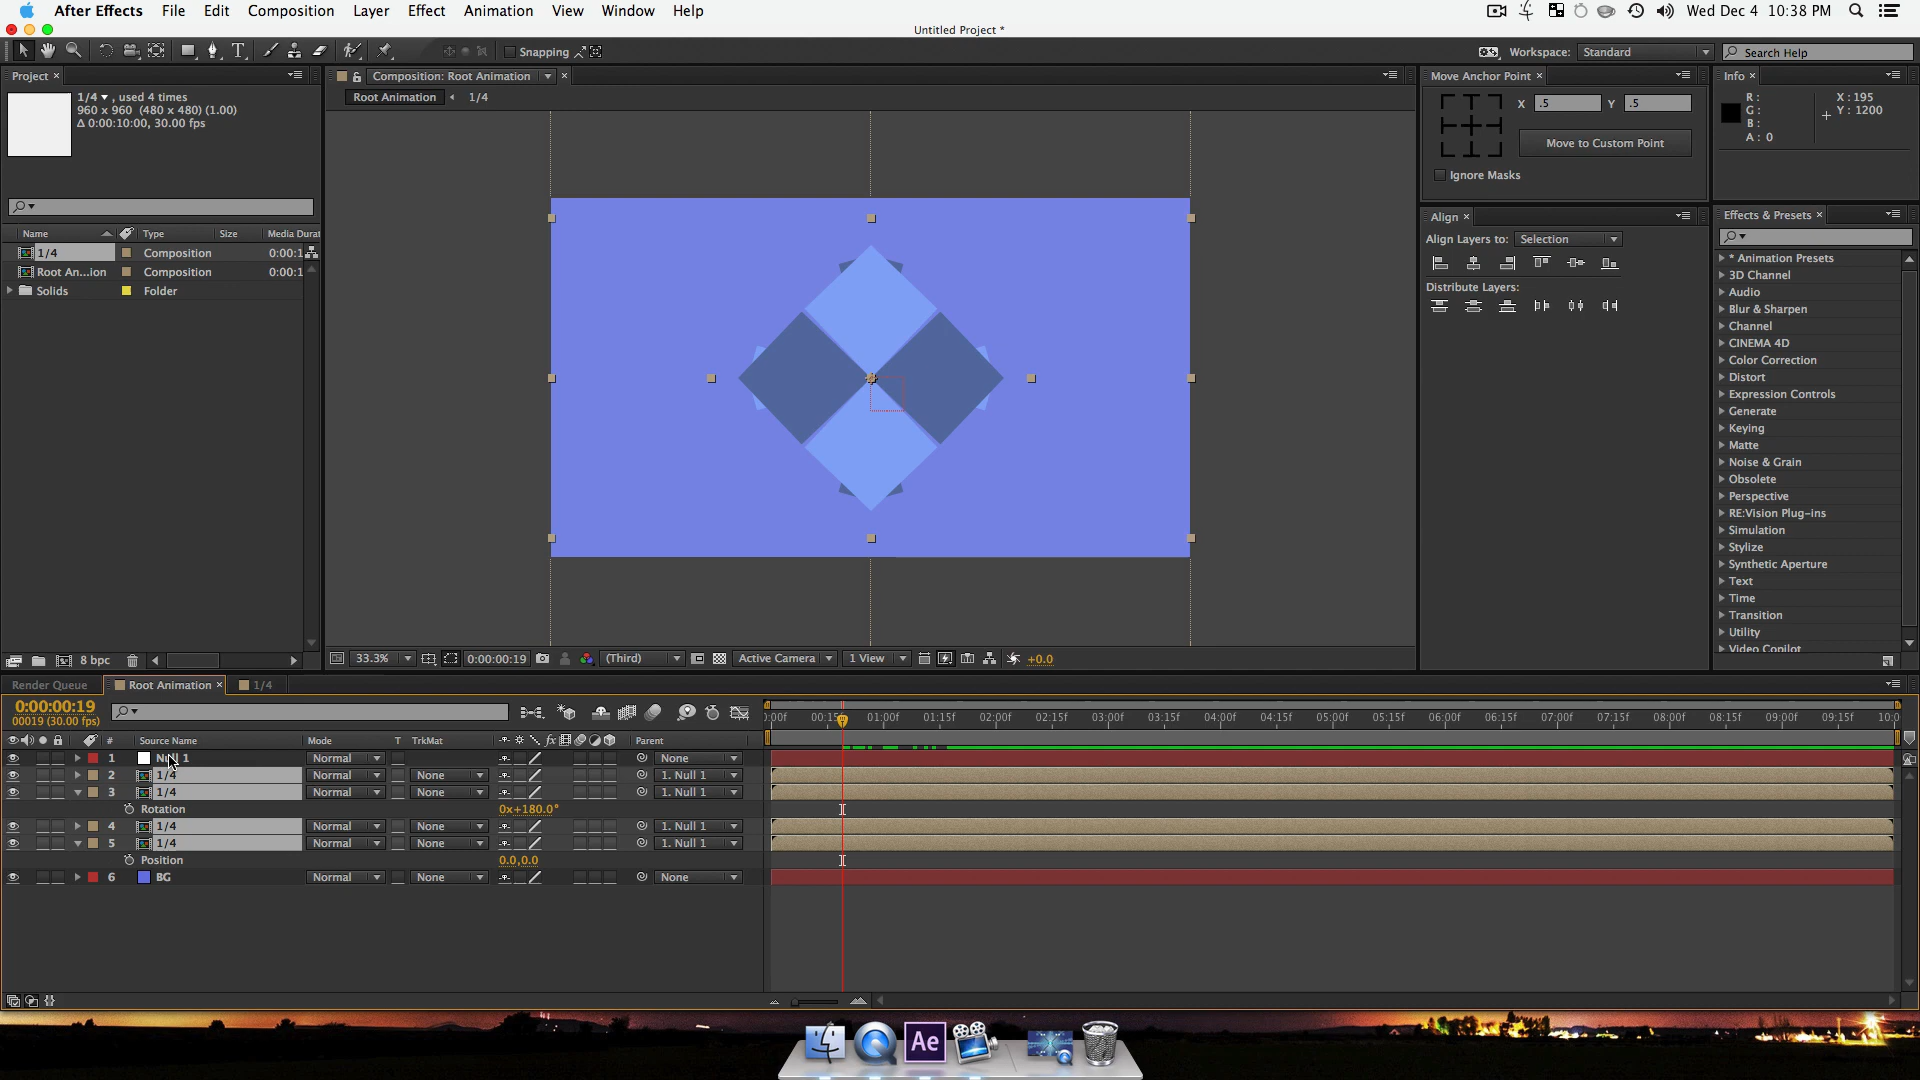 After Effects File Edit Composition Layer Effect Animation View Window Help Wed Dec 4 10:38 PM
Untitled Project *
Snapping Workspace: Standard Search Help
Project × Composition: Root Animation × Move Anchor Point × Info ×
1/4 , used 4 times
960 x 960 (480 x 480) (1.00)
Δ 0:00:10:00, 30.00 fps
Root Animation 1/4
X .5 Y .5
Move to Custom Point
Ignore Masks
R :
G :
B :
A : 0
X : 195
Y : 1200
Name Type Size Media Durat
1/4 Composition 0:00:1
Root An...ion Composition 0:00:1
Solids Folder
Align ×
Align Layers to: Selection
Distribute Layers:
Effects & Presets ×
* Animation Presets
3D Channel
Audio
Blur & Sharpen
Channel
CINEMA 4D
Color Correction
Distort
Expression Controls
Generate
Keying
Matte
Noise & Grain
Obsolete
Perspective
RE:Vision Plug-ins
Simulation
Stylize
Synthetic Aperture
Text
Time
Transition
Utility
Video Copilot
8 bpc 33.3% 0:00:00:19 (Third) Active Camera 1 View +0.0
Render Queue Root Animation × 1/4
0:00:00:19
00019 (30.00 fps)
0:00f 00:15f 01:00f 01:15f 02:00f 02:15f 03:00f 03:15f 04:00f 04:15f 05:00f 05:15f 06:00f 06:15f 07:00f 07:15f 08:00f 08:15f 09:00f 09:15f 10:0
# Source Name Mode T TrkMat fx Parent
1 Null 1 Normal None
2 1/4 Normal None 1. Null 1
3 1/4 Normal None 1. Null 1
Rotation 0x+180.0°
4 1/4 Normal None 1. Null 1
5 1/4 Normal None 1. Null 1
Position 0.0,0.0
6 BG Normal None None
Ae